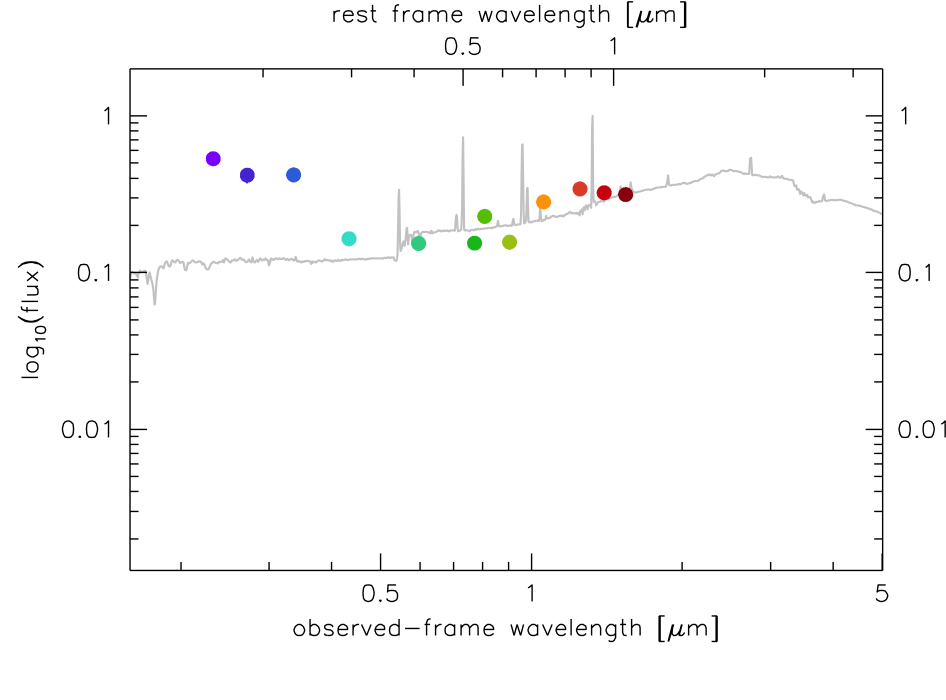 rest frame wavelength [μm]
0.5 1
1 1
0.1 0.1
0.01 0.01
log10(flux)
0.5 1 5
observed-frame wavelength [μm]